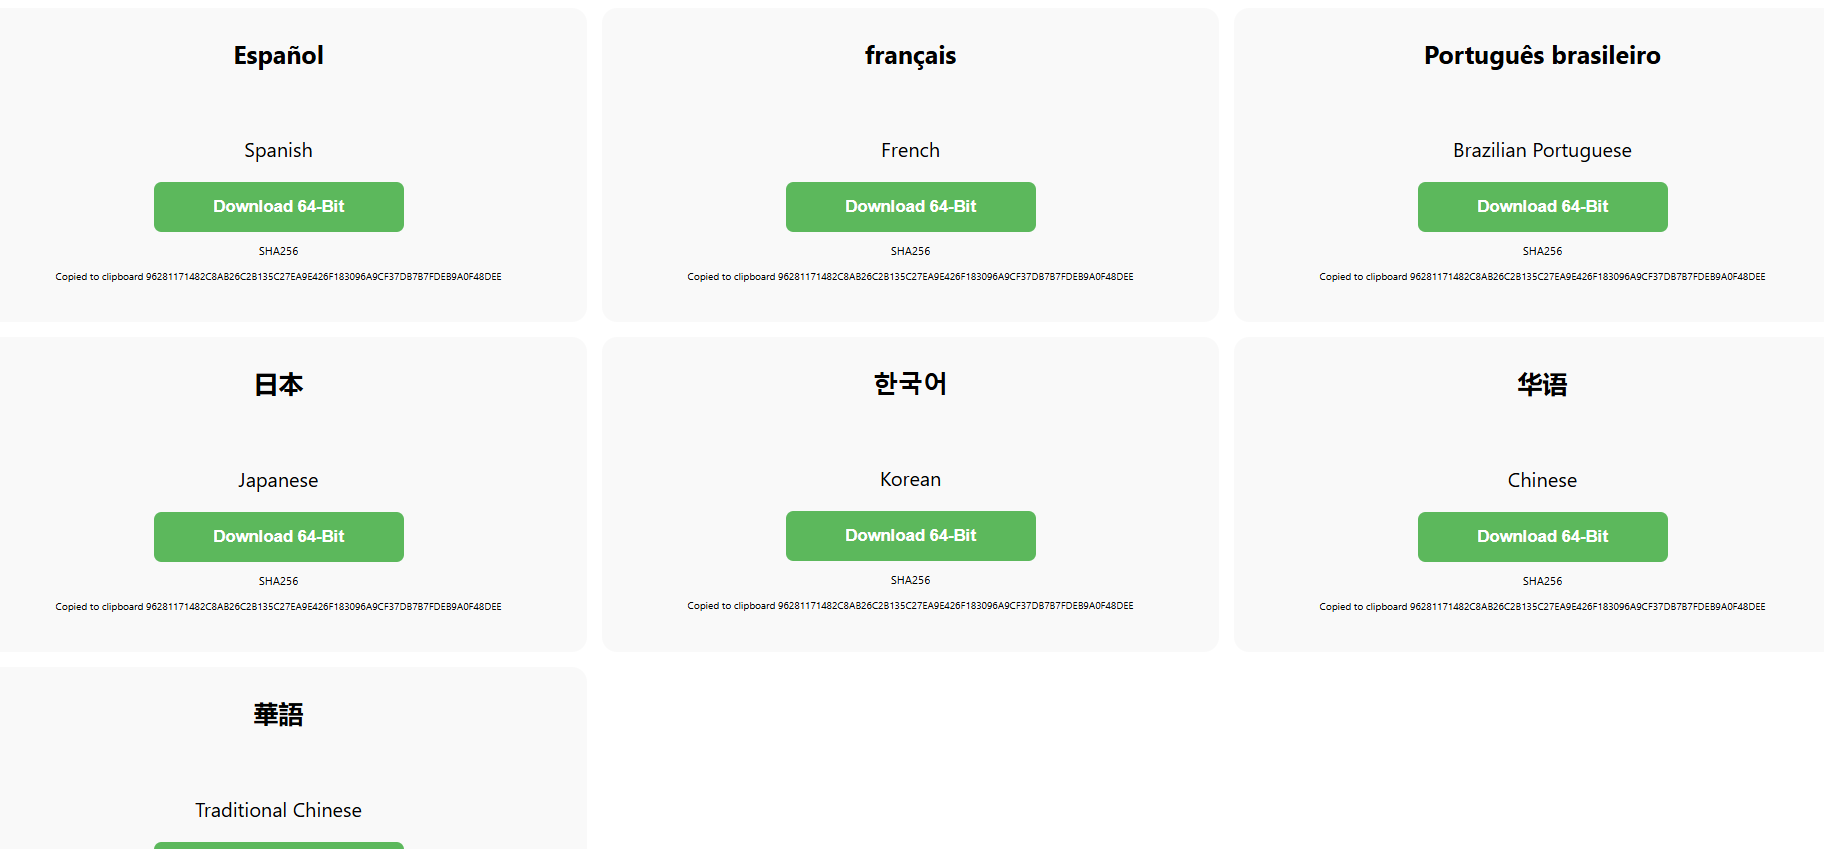 Español
français
Português brasileiro
Spanish
French
Brazilian Portuguese
Download 64-Bit
Download 64-Bit
Download 64-Bit
SHA256
SHA256
SHA256
Copied to clipboard 96281171482C8AB26C2B135C27EA9E426F183096A9CF37DB7B7FDEB9A0F48DEE
Copied to clipboard 96281171482C8AB26C2B135C27EA9E426F183096A9CF37DB7B7FDEB9A0F48DEE
Copied to clipboard 96281171482C8AB26C2B135C27EA9E426F183096A9CF37DB7B7FDEB9A0F48DEE
日本
한국어
华语
Japanese
Korean
Chinese
Download 64-Bit
Download 64-Bit
Download 64-Bit
SHA256
SHA256
SHA256
Copied to clipboard 96281171482C8AB26C2B135C27EA9E426F183096A9CF37DB7B7FDEB9A0F48DEE
Copied to clipboard 96281171482C8AB26C2B135C27EA9E426F183096A9CF37DB7B7FDEB9A0F48DEE
Copied to clipboard 96281171482C8AB26C2B135C27EA9E426F183096A9CF37DB7B7FDEB9A0F48DEE
華語
Traditional Chinese